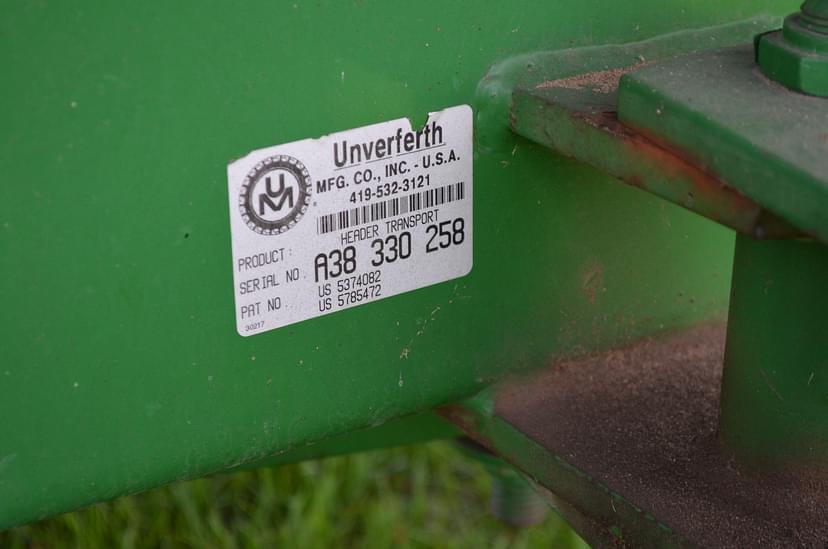 Unverferth
MFG. CO., INC. - U.S.A.
419-532-3121
UM
PRODUCT: HEADER TRANSPORT
SERIAL NO. A38 330 258
PAT NO US 5374082
US 5785472
30217